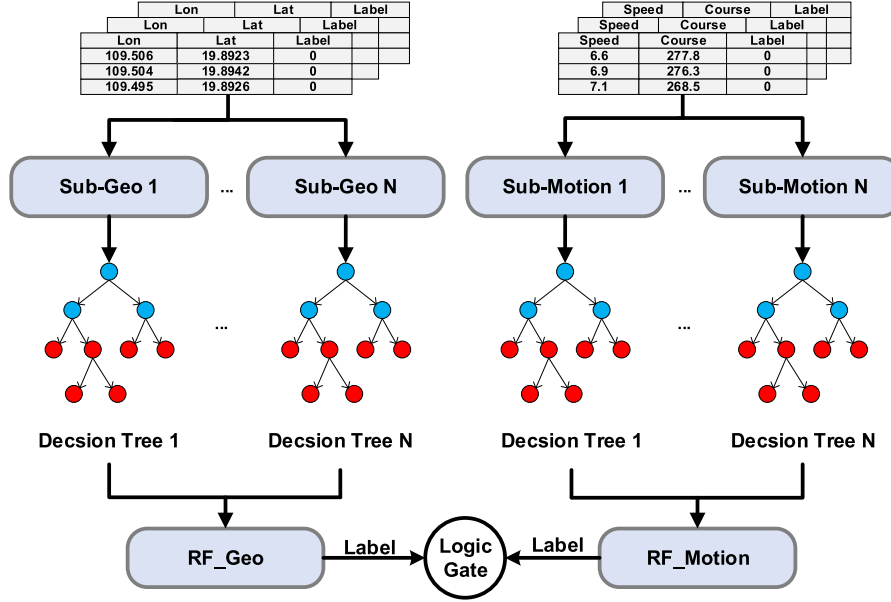 Lon Lat Label
Lon Lat Label
Lon Lat Label
109.506 19.8923 0
109.504 19.8942 0
109.495 19.8926 0
Speed Course Label
Speed Course Label
Speed Course Label
6.6 277.8 0
6.9 276.3 0
7.1 268.5 0
Sub-Geo 1 ... Sub-Geo N
Sub-Motion 1 ... Sub-Motion N
...
...
Decsion Tree 1
Decsion Tree N
Decsion Tree 1
Decsion Tree N
RF_Geo
Label
Logic
Gate
Label
RF_Motion